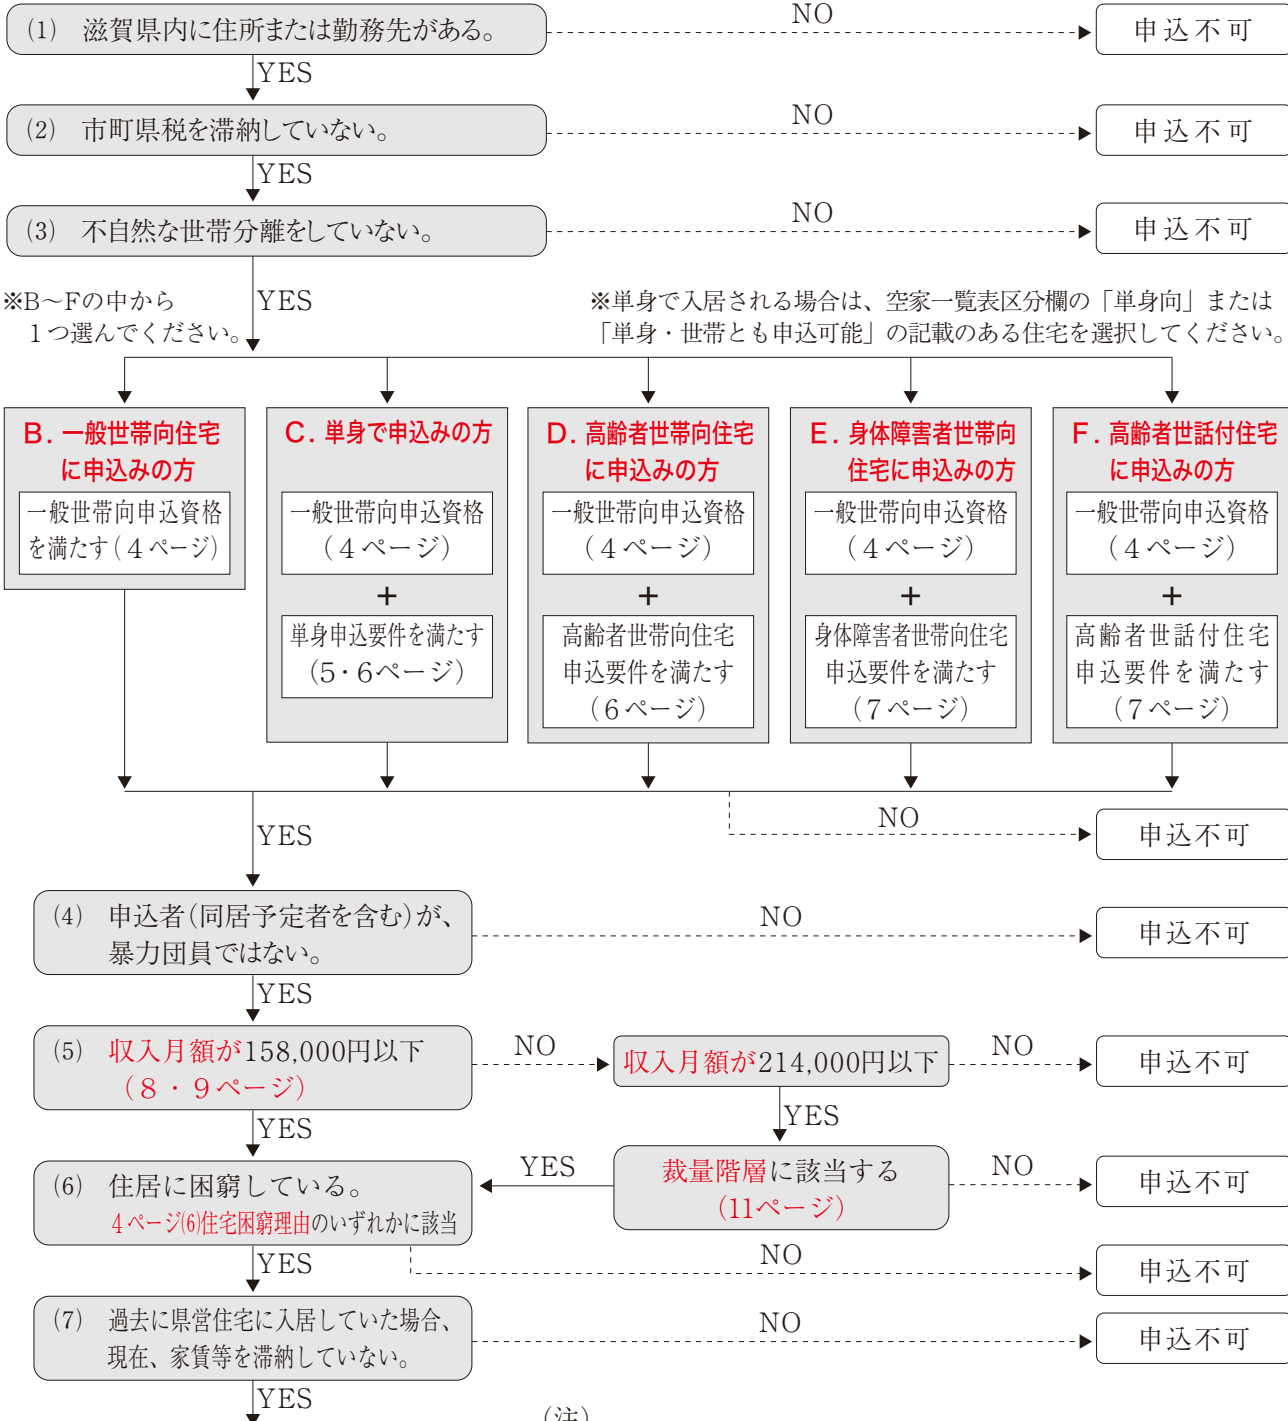 (1) 滋賀県内に住所または勤務先がある。
NO
申込不可
YES
(2) 市町県税を滞納していない。
NO
申込不可
YES
(3) 不自然な世帯分離をしていない。
NO
申込不可
YES
※B～Fの中から
1つ選んでください。
※単身で入居される場合は、空家一覧表区分欄の「単身向」または
「単身・世帯とも申込可能」の記載のある住宅を選択してください。
B. 一般世帯向住宅
に申込みの方
一般世帯向申込資格
を満たす(4ページ)
C. 単身で申込みの方
一般世帯向申込資格
(4ページ)
+
単身申込要件を満たす
(5・6ページ)
D. 高齢者世帯向住宅
に申込みの方
一般世帯向申込資格
(4ページ)
+
高齢者世帯向住宅
申込要件を満たす
(6ページ)
E. 身体障害者世帯向
住宅に申込みの方
一般世帯向申込資格
(4ページ)
+
身体障害者世帯向住宅
申込要件を満たす
(7ページ)
F. 高齢者世話付住宅
に申込みの方
一般世帯向申込資格
(4ページ)
+
高齢者世話付住宅
申込要件を満たす
(7ページ)
NO
申込不可
YES
(4) 申込者(同居予定者を含む)が、
暴力団員ではない。
NO
申込不可
YES
(5) 収入月額が158,000円以下
(8・9ページ)
NO
収入月額が214,000円以下
NO
申込不可
YES
YES
裁量階層に該当する
(11ページ)
YES
NO
申込不可
(6) 住居に困窮している。
4ページ(6)住宅困窮理由のいずれかに該当
NO
申込不可
YES
(7) 過去に県営住宅に入居していた場合、
現在、家賃等を滞納していない。
NO
申込不可
YES
(注)